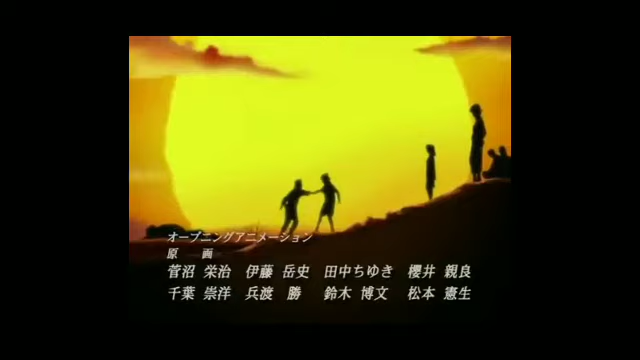 オープニングアニメーション
原　画
菅沼 栄治　伊藤 岳史　田中ちゆき　櫻井 親良
千葉 崇洋　兵渡　勝　鈴木 博文　松本 憲生